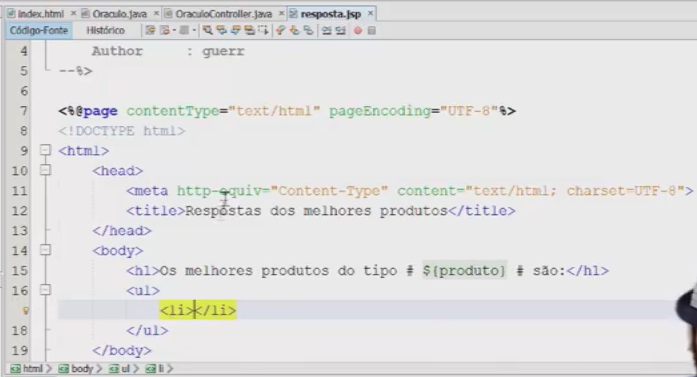 index.html Oraculo.java OraculoController.java resposta.jsp
Código-Fonte Histórico
4 Author : guerr
5 --%>
6
7 <%@page contentType="text/html" pageEncoding="UTF-8"%>
8 <!DOCTYPE html>
9 <html>
10 <head>
11 <meta http-equiv="Content-Type" content="text/html; charset=UTF-8">
12 <title>Respostas dos melhores produtos</title>
13 </head>
14 <body>
15 <h1>Os melhores produtos do tipo # ${produto} # são:</h1>
16 <ul>
<li></li>
18 </ul>
19 </body>
html body ul li